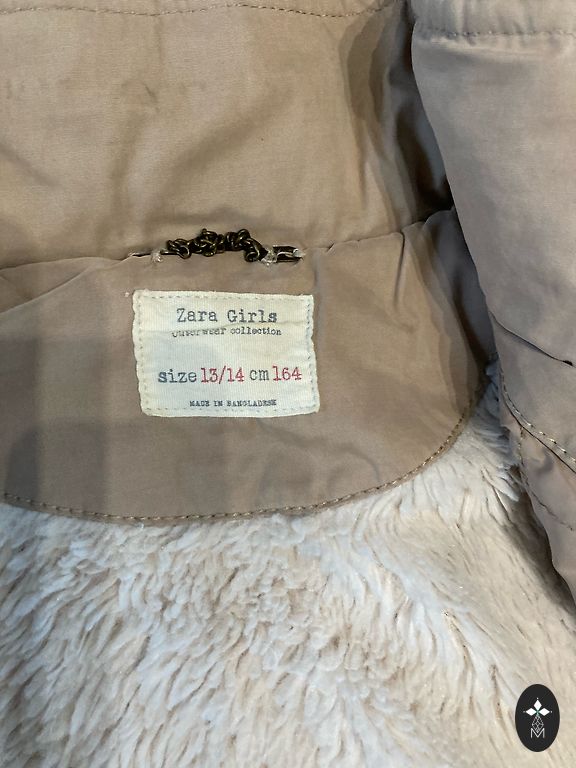 Zara Girls
Outerwear collection
size 13/14 cm 164
MADE IN BANGLADESH
M